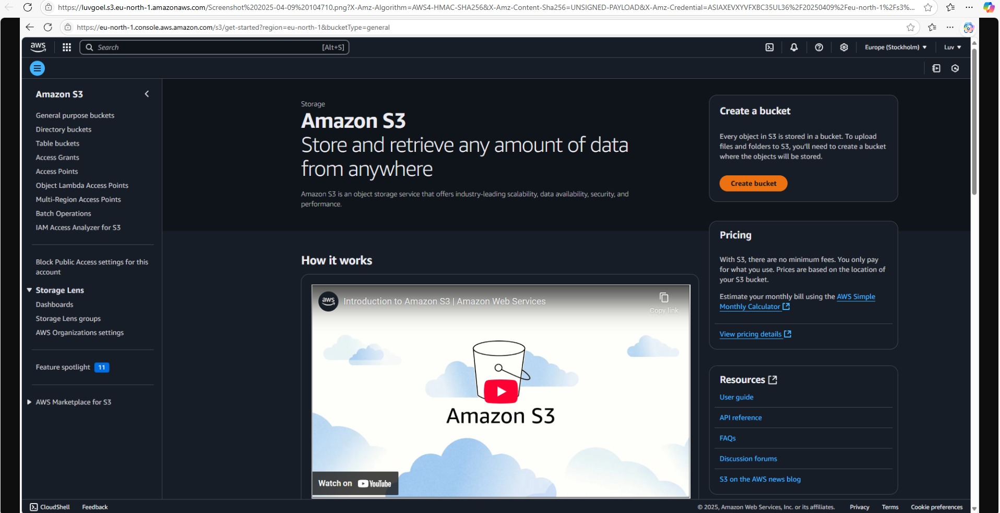 https://luvgoel.s3.eu-north-1.amazonaws.com/Screenshot%202025-04-09%20104710.png?X-Amz-Algorithm=AWS4-HMAC-SHA256&X-Amz-Content-Sha256=UNSIGNED-PAYLOAD&X-Amz-Credential=ASIAXEVXYVFXBC35UL36%2F20250409%2Feu-north-1%2Fs3%...
https://eu-north-1.console.aws.amazon.com/s3/get-started?region=eu-north-1&bucketType=general
aws
Search
[Alt+S]
Europe (Stockholm)
Luv
Amazon S3
General purpose buckets
Directory buckets
Table buckets
Access Grants
Access Points
Object Lambda Access Points
Multi-Region Access Points
Batch Operations
IAM Access Analyzer for S3
Block Public Access settings for this
account
Storage Lens
Dashboards
Storage Lens groups
AWS Organizations settings
Feature spotlight 11
AWS Marketplace for S3
Storage
Amazon S3
Store and retrieve any amount of data
from anywhere
Amazon S3 is an object storage service that offers industry-leading scalability, data availability, security, and
performance.
How it works
aws
Introduction to Amazon S3 | Amazon Web Services
Copy link
Amazon S3
Watch on YouTube
Create a bucket
Every object in S3 is stored in a bucket. To upload
files and folders to S3, you'll need to create a bucket
where the objects will be stored.
Create bucket
Pricing
With S3, there are no minimum fees. You only pay
for what you use. Prices are based on the location of
your S3 bucket.
Estimate your monthly bill using the AWS Simple
Monthly Calculator
View pricing details
Resources
User guide
API reference
FAQs
Discussion forums
S3 on the AWS news blog
CloudShell
Feedback
© 2025, Amazon Web Services, Inc. or its affiliates.
Privacy
Terms
Cookie preferences